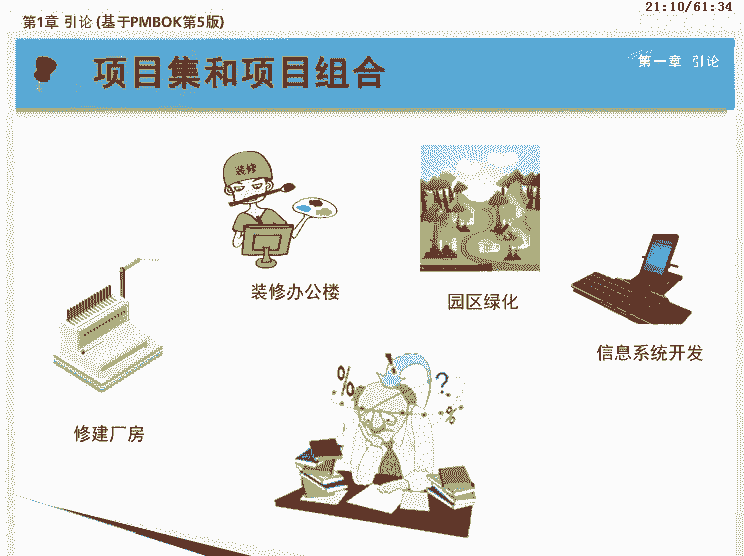 21:10/61:34
第1章 引论 (基于PMBOK第5版)
项目集和项目组合
第一章 引论
装修
装修办公楼
园区绿化
信息系统开发
修建厂房
%
?
%